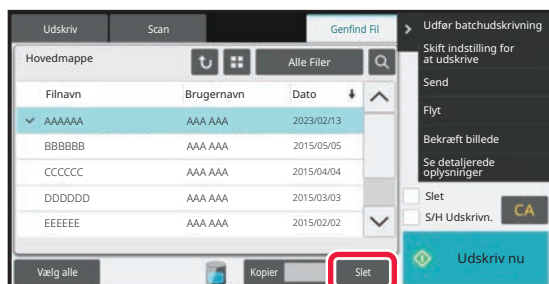 Udskriv
Scan
Genfind Fil
Hovedmappe
Alle Filer
Filnavn
Brugernavn
Dato
AAAAAA
AAA AAA
2023/02/13
BBBBBB
AAA AAA
2015/05/05
CCCCCC
AAA AAA
2015/04/04
DDDDDD
AAA AAA
2015/03/03
EEEEEE
AAA AAA
2015/02/02
Vælg alle
Kopier
Slet
Udfør batchudskrivning
Skift indstilling for
at udskrive
Send
Flyt
Bekræft billede
Se detaljerede
oplysninger
Slet
S/H Udskrivn.
CA
Udskriv nu